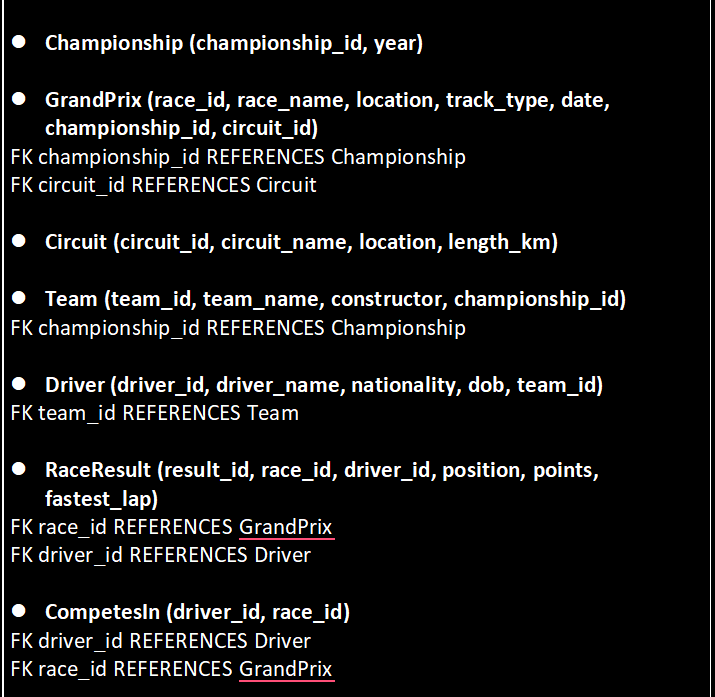 ● Championship (championship_id, year)
● GrandPrix (race_id, race_name, location, track_type, date,
championship_id, circuit_id)
FK championship_id REFERENCES Championship
FK circuit_id REFERENCES Circuit
● Circuit (circuit_id, circuit_name, location, length_km)
● Team (team_id, team_name, constructor, championship_id)
FK championship_id REFERENCES Championship
● Driver (driver_id, driver_name, nationality, dob, team_id)
FK team_id REFERENCES Team
● RaceResult (result_id, race_id, driver_id, position, points,
fastest_lap)
FK race_id REFERENCES GrandPrix
FK driver_id REFERENCES Driver
● CompetesIn (driver_id, race_id)
FK driver_id REFERENCES Driver
FK race_id REFERENCES GrandPrix